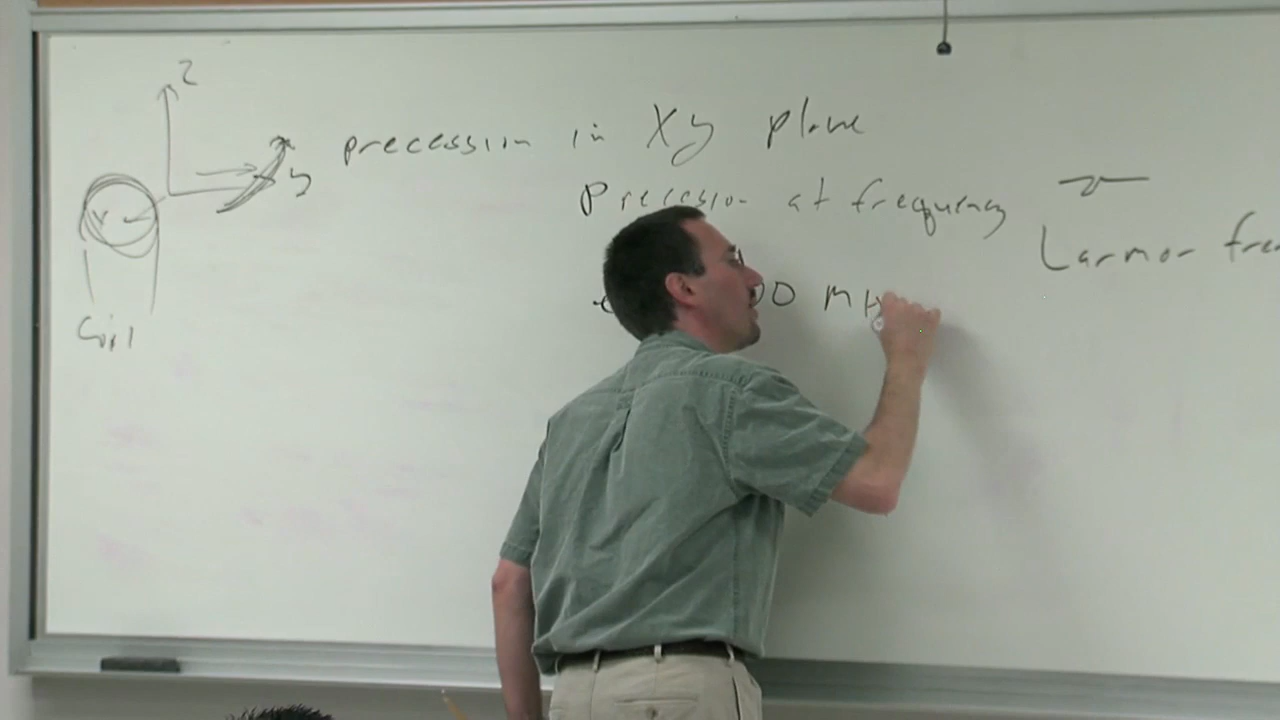 z
precession in Xy plane
y
Precession at frequency ν
x
Larmor fre
00 MH
Coil